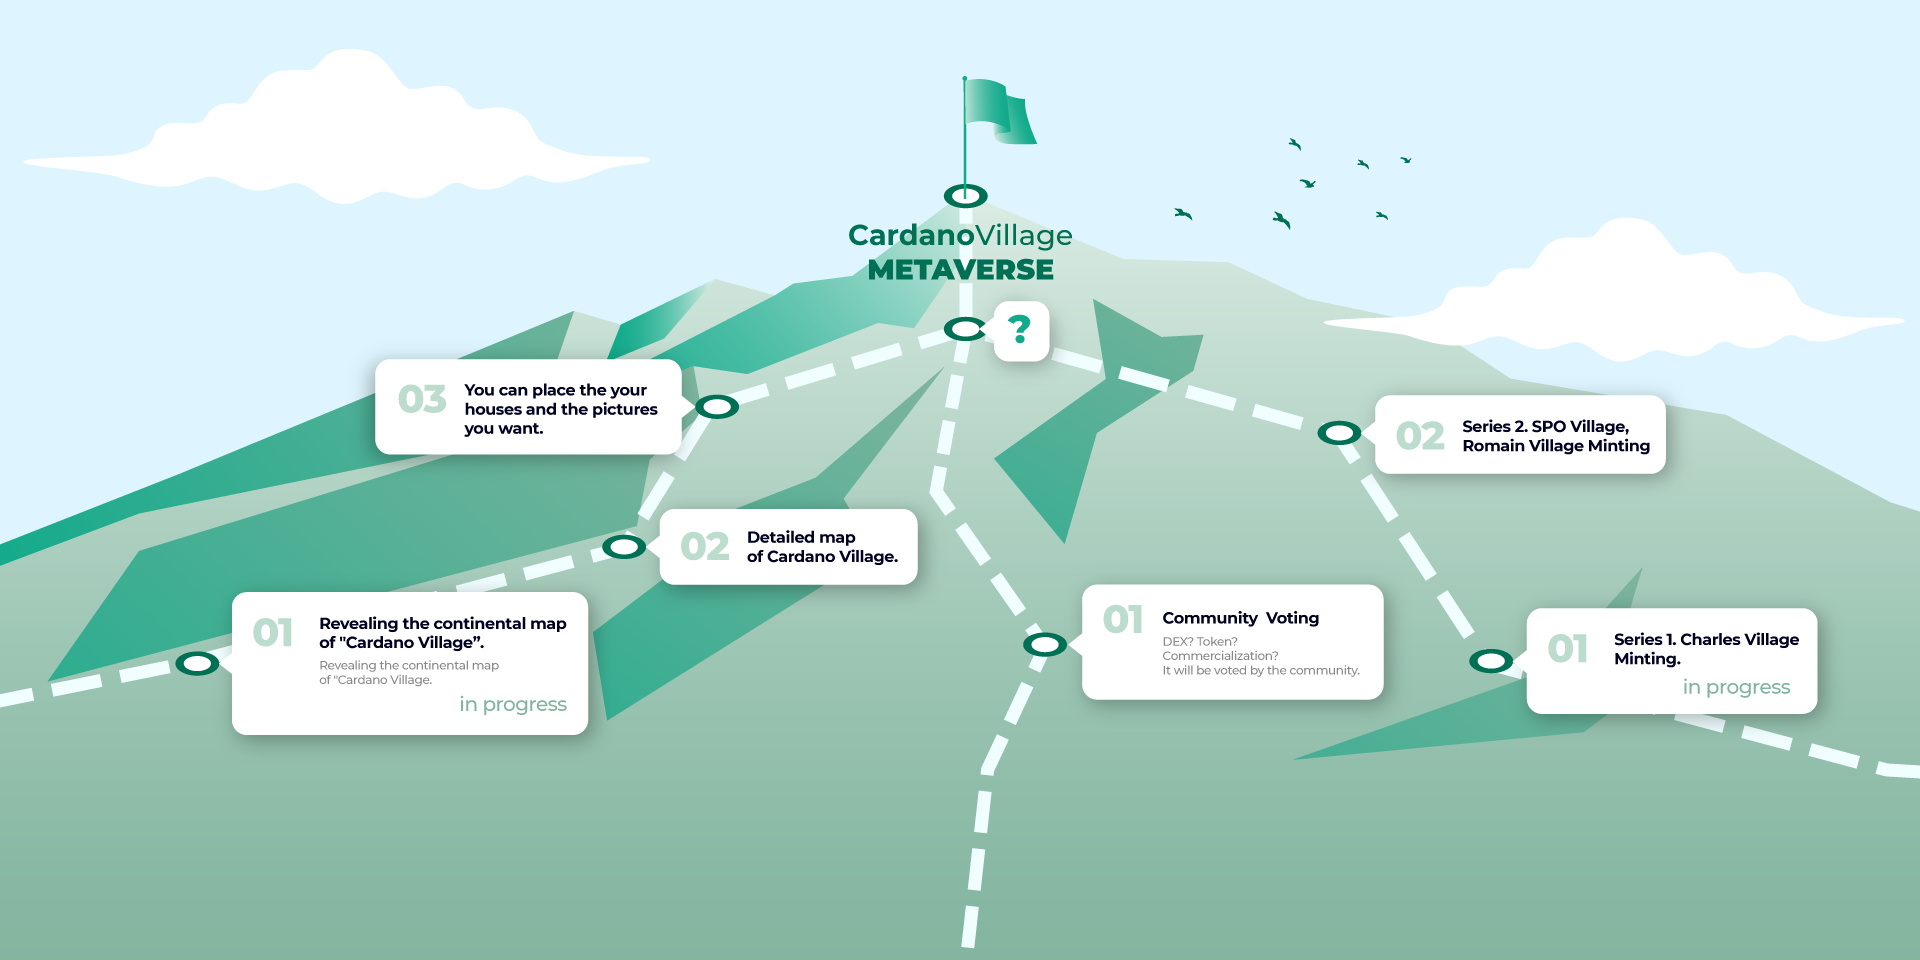 CardanoVillage
METAVERSE
?
03
You can place the your
houses and the pictures
you want.
02
Series 2. SPO Village,
Romain Village Minting
02
Detailed map
of Cardano Village.
01
Revealing the continental map
of "Cardano Village”.
Revealing the continental map
of "Cardano Village.
in progress
01
Community  Voting
DEX? Token?
Commercialization?
It will be voted by the community.
01
Series 1. Charles Village
Minting.
in progress